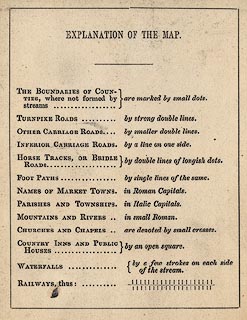 EXPLANATION OF THE MAP.
THE BOUNDARIES OF COUN-
TIES, where not formed by
streams .................. } are marked by small dots.
TURNPIKE ROADS .......... by strong double lines.
OTHER CARRIAGE ROADS.... by smaller double lines.
INFERIOR CARRIAGE ROADS. by a line on one side.
HORSE TRACKS, OR BRIDLE
ROADS.................. } by double lines of longish dots.
FOOT PATHS ............... by single lines of the same.
NAMES OF MARKET TOWNS. in Roman Capitals.
PARISHES AND TOWNSHIPS. in Italic Capitals.
MOUNTAINS AND RIVERS .. in small Roman.
CHURCHES AND CHAPELS .. are denoted by small crosses.
COUNTRY INNS AND PUBLIC
HOUSES ................ } by an open square.
WATERFALLS .............. { by a few strokes on each side
of the stream.
RAILWAYS, thus : ..........